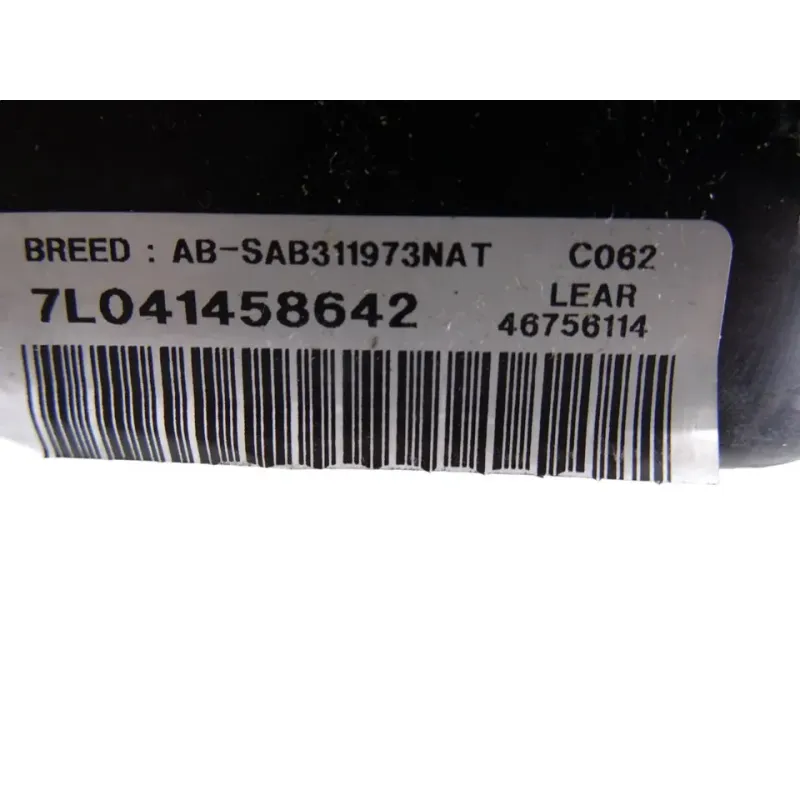 BREED : AB-SAB311973NAT C062
7L041458642 LEAR
46756114